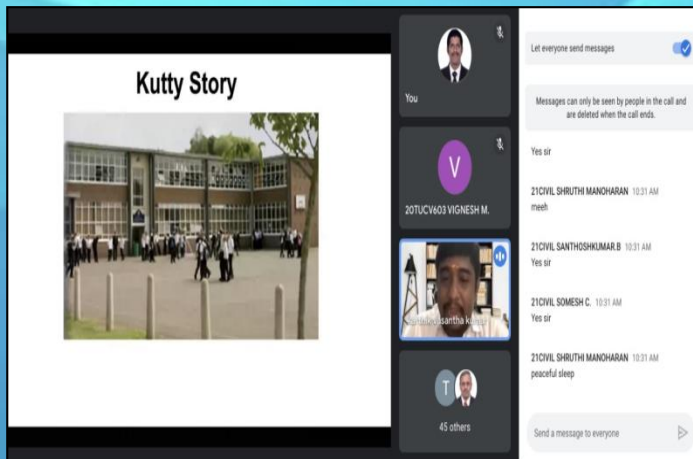 Kutty Story
You
V
20TUCV603 VIGNESH M.
T
45 others
Let everyone send messages
Messages can only be seen by people in the call and
are deleted when the call ends.
Yes sir
21CIVIL SHRUTHI MANOHARAN 10:31 AM
meeh
21CIVIL SANTHOSHKUMAR.B 10:31 AM
Yes sir
21CIVIL SOMESH C. 10:31 AM
Yes sir
21CIVIL SHRUTHI MANOHARAN 10:31 AM
peaceful sleep
Send a message to everyone